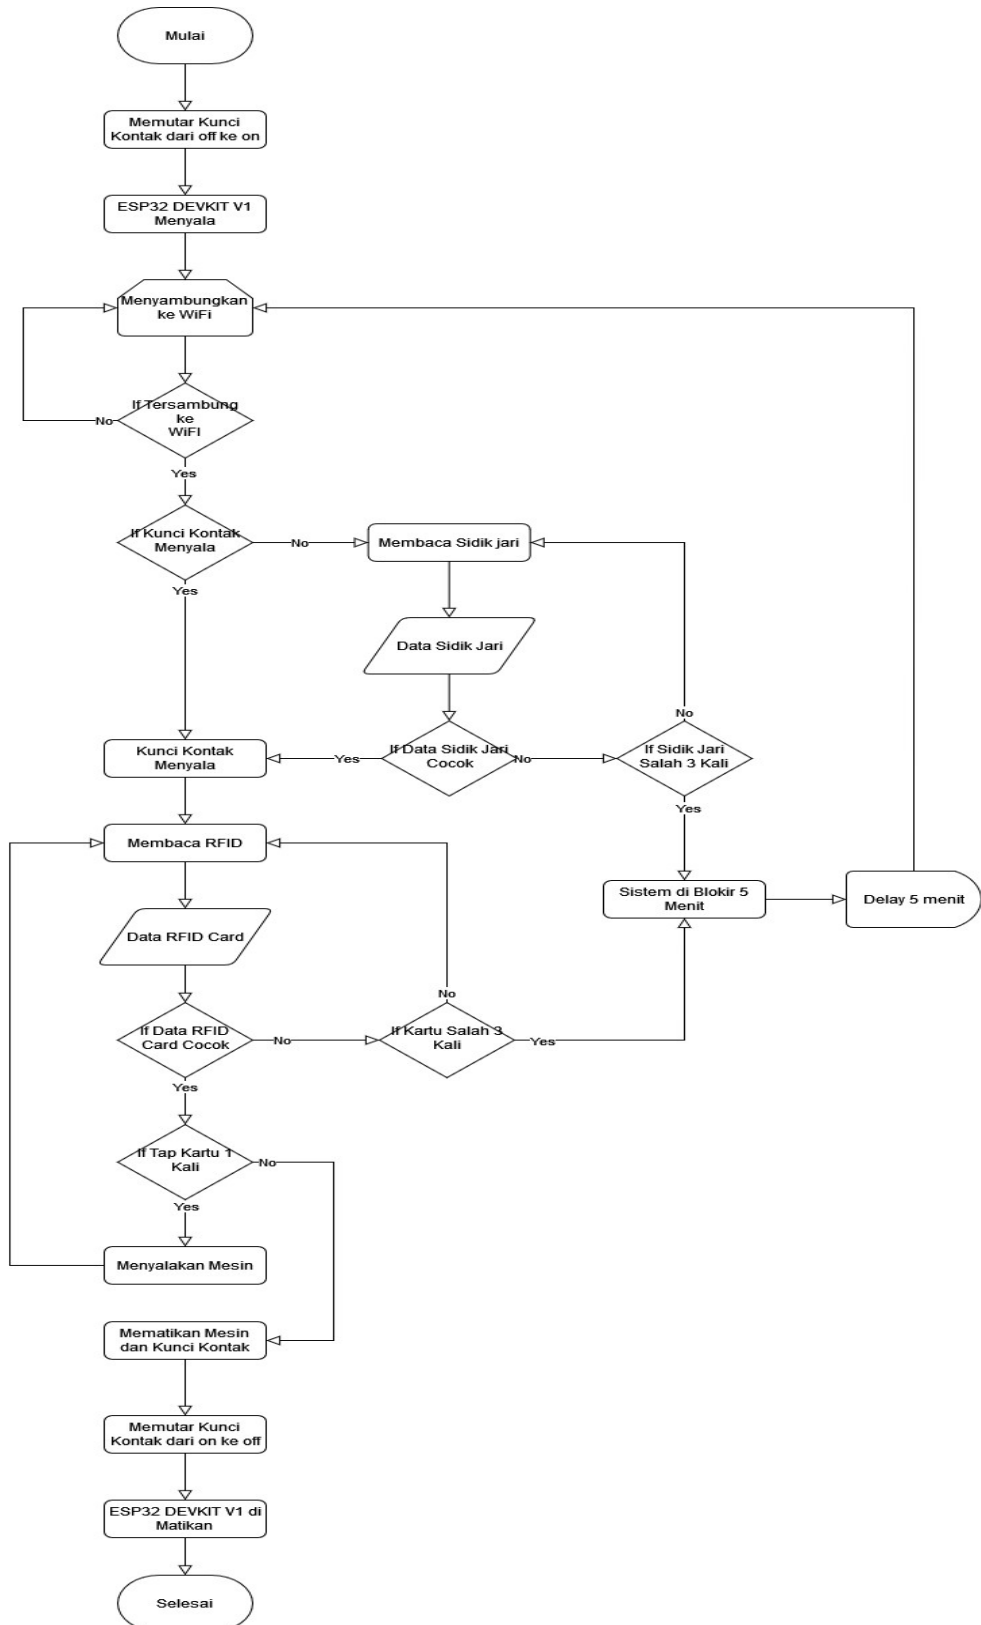 Mulai
Memutar Kunci
Kontak dari off ke on
ESP32 DEVKIT V1
Menyala
Menyambungkan
ke WiFi
If Tersambung
ke
WiFI
No
Yes
If Kunci Kontak
Menyala
No
Membaca Sidik jari
Yes
Data Sidik Jari
No
Kunci Kontak
Menyala
Yes
If Data Sidik Jari
Cocok
No
If Sidik Jari
Salah 3 Kali
Yes
Membaca RFID
Sistem di Blokir 5
Menit
Delay 5 menit
Data RFID Card
No
If Data RFID
Card Cocok
No
If Kartu Salah 3
Kali
Yes
Yes
If Tap Kartu 1
Kali
No
Yes
Menyalakan Mesin
Mematikan Mesin
dan Kunci Kontak
Memutar Kunci
Kontak dari on ke off
ESP32 DEVKIT V1 di
Matikan
Selesai